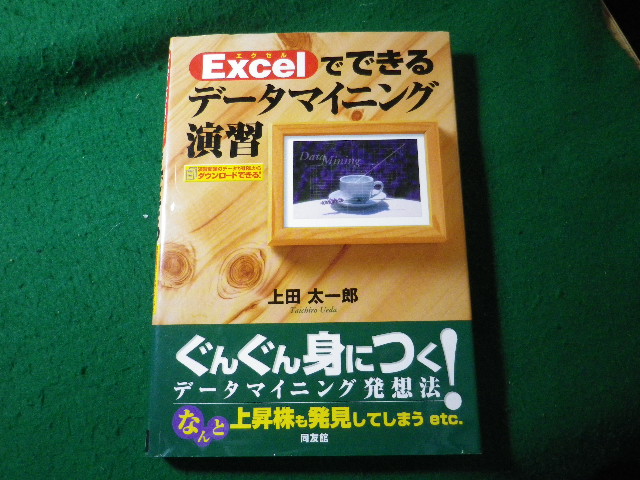 エクセル
Excelでできる
データマイニング
演習
ダウンロードできる!
Data
Mining
上田 太一郎
Taichiro Ueda
ぐんぐん身につく!
データマイニング発想法
なんと上昇株も発見してしまう etc.
同友館